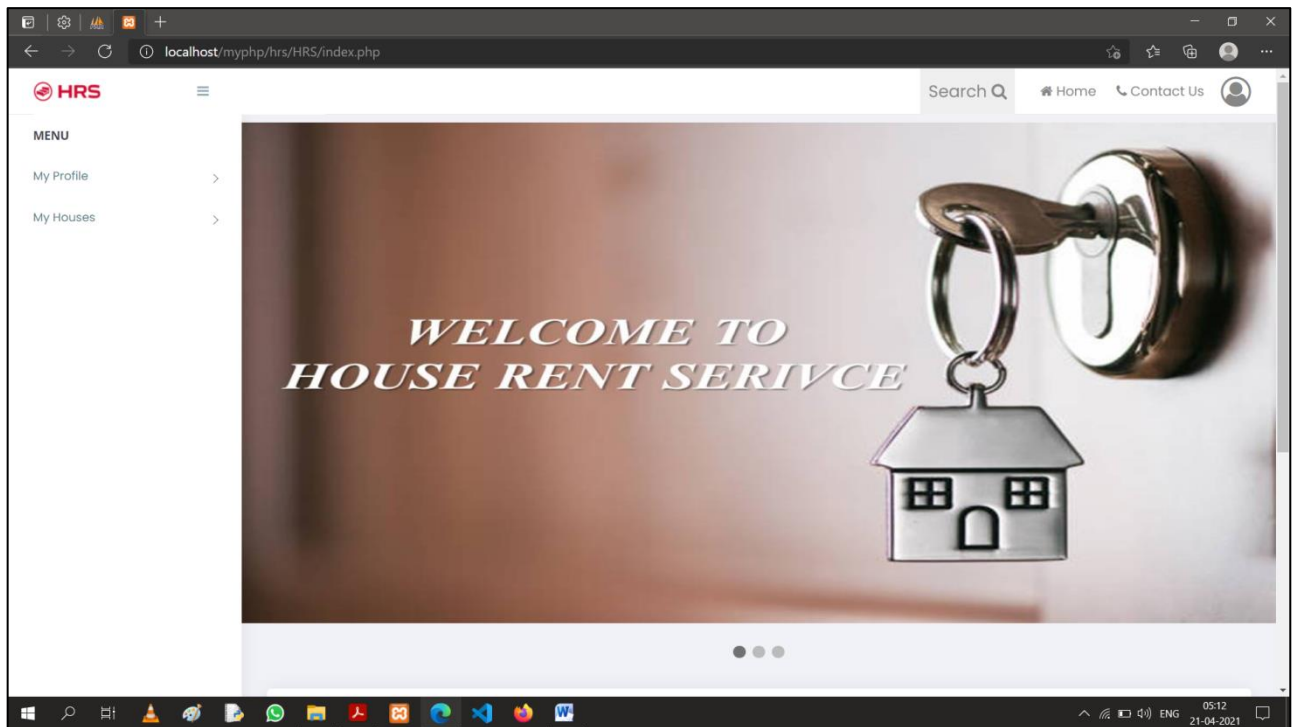 localhost/myphp/hrs/HRS/index.php
HRS
Search
Home
Contact Us
MENU
My Profile
My Houses
WELCOME TO
HOUSE RENT SERIVCE
ENG
05:12
21-04-2021